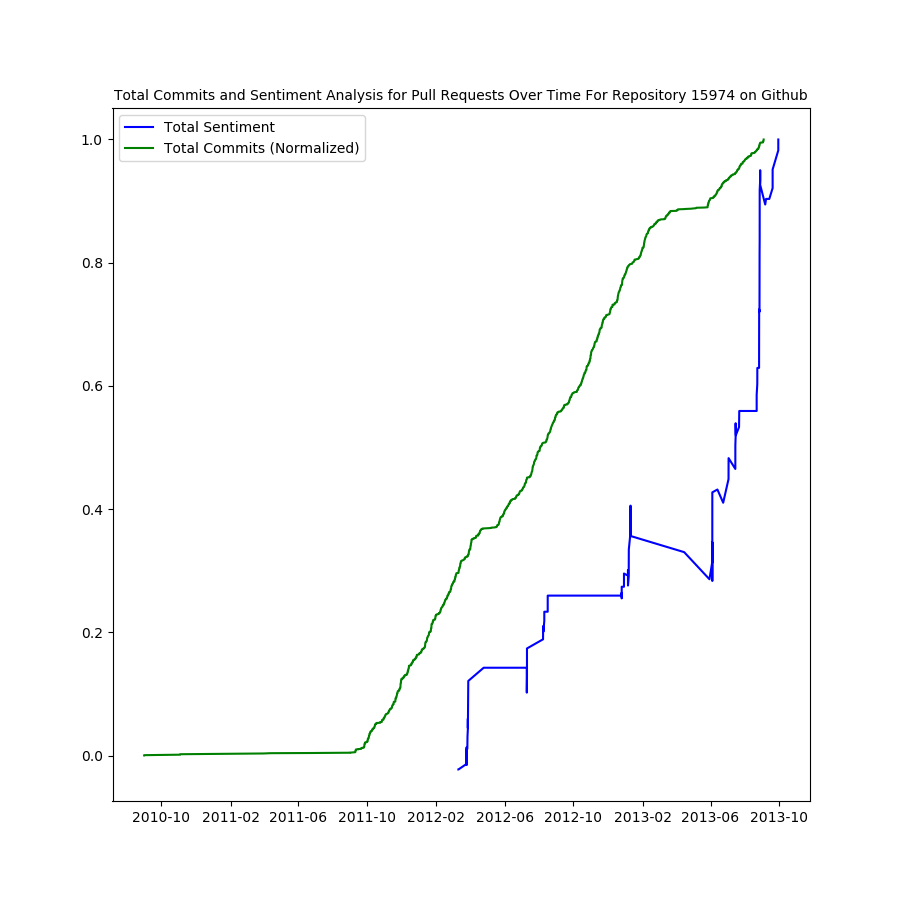 Total Commits and Sentiment Analysis for Pull Requests Over Time For Repository 15974 on Github
Total Sentiment
Total Commits (Normalized)
1.0
0.8
0.6
0.4
0.2
0.0
2010-10 2011-02 2011-06 2011-10 2012-02 2012-06 2012-10 2013-02 2013-06 2013-10